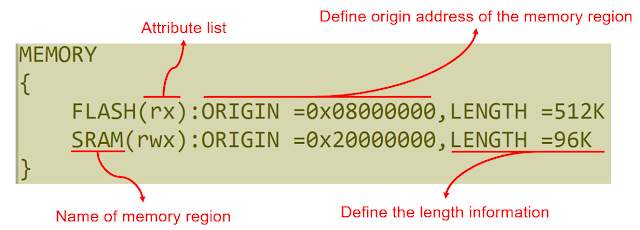 Define origin address of the memory region
Attribute list
MEMORY
{
FLASH(rx):ORIGIN =0x08000000,LENGTH =512K
SRAM(rwx):ORIGIN =0x20000000,LENGTH =96K
}
Name of memory region
Define the length information